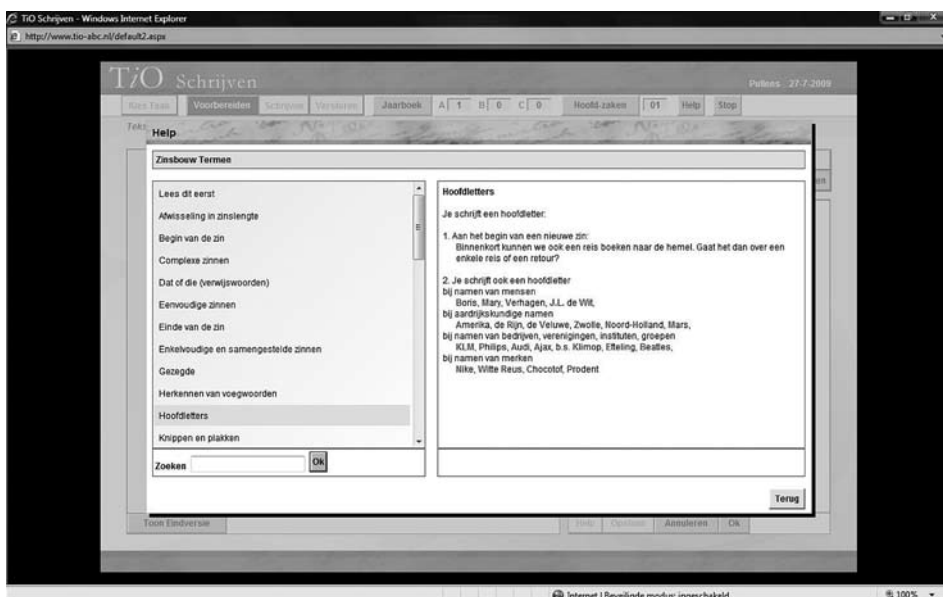 TiO Schrijven - Windows Internet Explorer
http://www.tio-abc.nl/default2.aspx
TiO Schrijven
Pullens , 27-7-2009
Kies Taak Voorbereiden Schrijven Versturen Jaarboek A 1 B 0 C 0 Hoofd-zaken 01 Help Stop
Help
Zinsbouw Termen
Lees dit eerst
Afwisseling in zinslengte
Begin van de zin
Complexe zinnen
Dat of die (verwijswoorden)
Eenvoudige zinnen
Einde van de zin
Enkelvoudige en samengestelde zinnen
Gezegde
Herkennen van voegwoorden
Hoofdletters
Knippen en plakken
Zoeken Ok
Hoofdletters
Je schrijft een hoofdletter:
1. Aan het begin van een nieuwe zin:
Binnenkort kunnen we ook een reis boeken naar de hemel. Gaat het dan over een
enkele reis of een retour?
2. Je schrijft ook een hoofdletter
bij namen van mensen
Boris, Mary, Verhagen, J.L. de Wit,
bij aardrijkskundige namen
Amerika, de Rijn, de Veluwe, Zwolle, Noord-Holland, Mars,
bij namen van bedrijven, verenigingen, instituten, groepen
KLM, Philips, Audi, Ajax, b.s. Klimop, Efteling, Beatles,
bij namen van merken
Nike, Witte Reus, Chocotof, Prodent
Terug
Toon Eindversie Help Opslaan Annuleren Ok
Internet | Beveiligde modus: ingeschakeld 100%